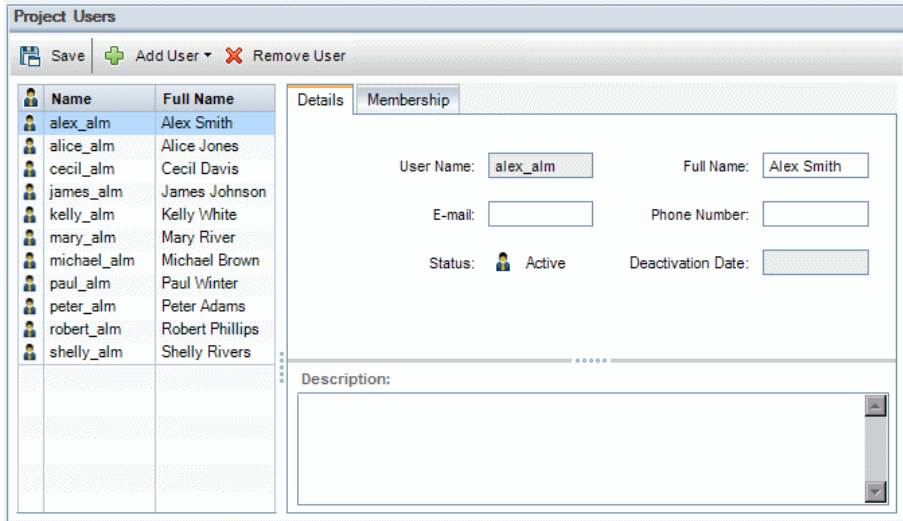 Project Users
Save Add User Remove User
Name Full Name
alex_alm Alex Smith
alice_alm Alice Jones
cecil_alm Cecil Davis
james_alm James Johnson
kelly_alm Kelly White
mary_alm Mary River
michael_alm Michael Brown
paul_alm Paul Winter
peter_alm Peter Adams
robert_alm Robert Phillips
shelly_alm Shelly Rivers
Details Membership
User Name: alex_alm Full Name: Alex Smith
E-mail: Phone Number:
Status: Active Deactivation Date:
Description: